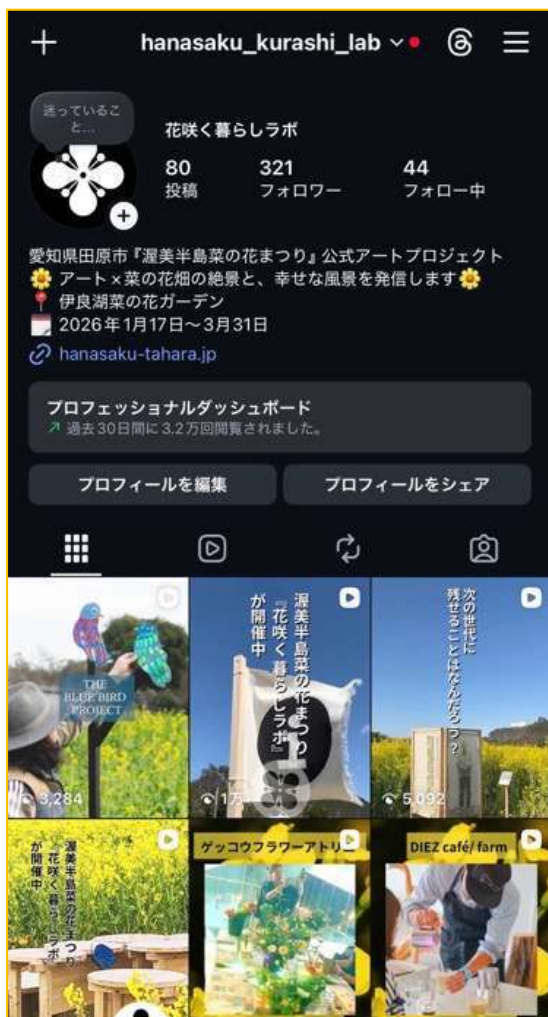 hanasaku_kurashi_lab
迷っているこ
と...
花咲く暮らしラボ
80
321
44
投稿
フォロワー
フォロー中
愛知県田原市『渥美半島菜の花まつり』公式アートプロジェクト
アート×菜の花畑の絶景と、幸せな風景を発信します
伊良湖菜の花ガーデン
2026年1月17日~3月31日
hanasaku-tahara.jp
プロフェッショナルダッシュボード
過去30日間に3.2万回閲覧されました。
プロフィールを編集
プロフィールをシェア
THE
BLUE BIRD
PROJECT
3,284
渥美半島菜の花まつり
『花咲く暮らしラボ』
が開催中
1万
次の世代に
残せることはなんだろう?
5,092
渥美半島菜の花まつり
『花咲く暮らしラボ』
が開催中
ゲッコウフラワーアトリエ
DIEZ café/ farm